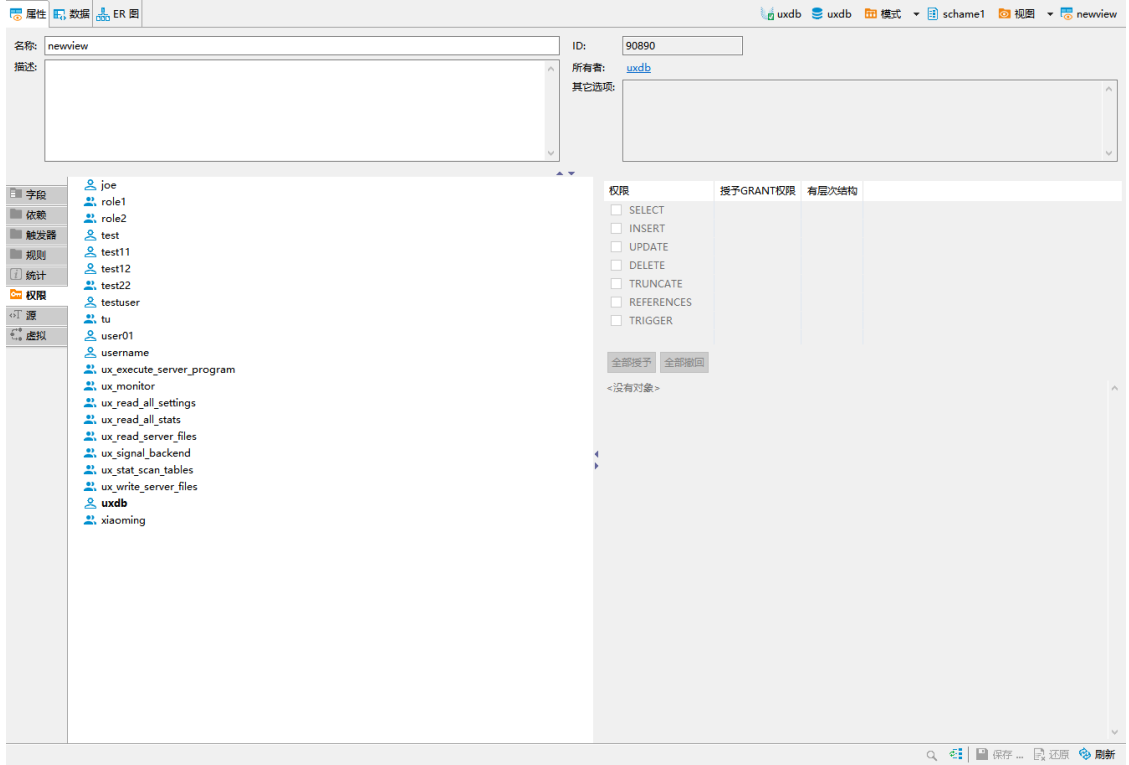 属性 数据 ER 图 uxdb uxdb 模式 schame1 视图 newview
名称: newview ID: 90890
描述: 所有者: uxdb
其它选项:
字段
依赖
触发器
规则
统计
权限
源
虚拟
joe
role1
role2
test
test11
test12
test22
testuser
tu
user01
username
ux_execute_server_program
ux_monitor
ux_read_all_settings
ux_read_all_stats
ux_read_server_files
ux_signal_backend
ux_stat_scan_tables
ux_write_server_files
uxdb
xiaoming
权限 授予GRANT权限 有层次结构
SELECT
INSERT
UPDATE
DELETE
TRUNCATE
REFERENCES
TRIGGER
全部授予 全部撤回
<没有对象>
保存 ... 还原 刷新